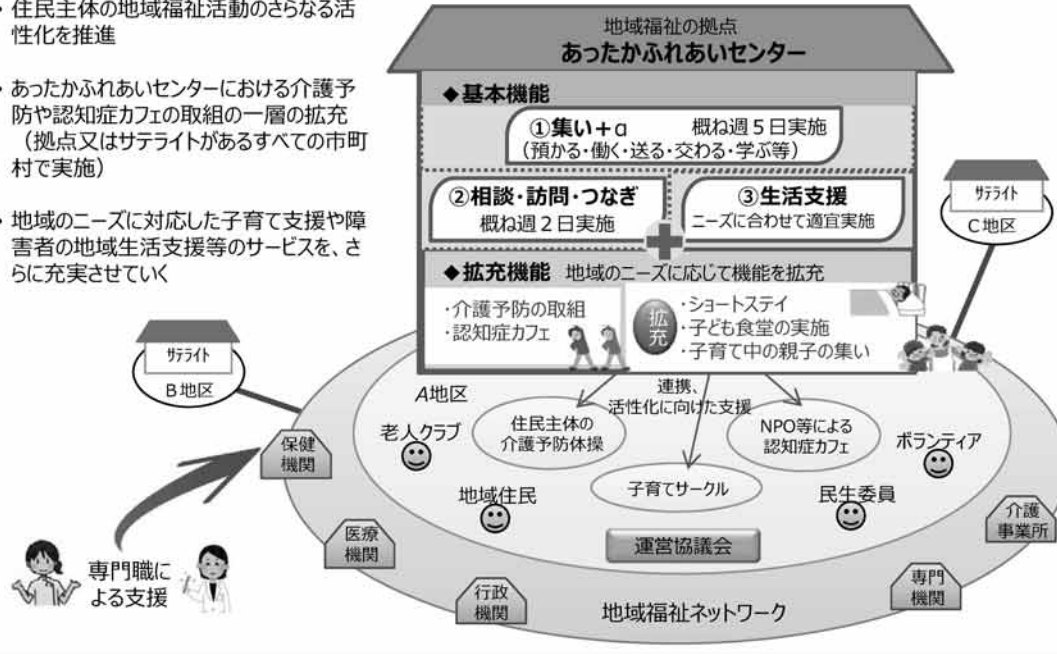 ・住民主体の地域福祉活動のさらなる活
性化を推進
・あったかふれあいセンターにおける介護予
防や認知症カフェの取組の一層の拡充
（拠点又はサテライトがあるすべての市町
村で実施）
・地域のニーズに対応した子育て支援や障
害者の地域生活支援等のサービスを、さ
らに充実させていく
地域福祉の拠点
あったかふれあいセンター
◆基本機能
①集い+α 概ね週５日実施
（預かる・働く・送る・交わる・学ぶ等）
②相談・訪問・つなぎ
概ね週２日実施
③生活支援
ニーズに合わせて適宜実施
◆拡充機能 地域のニーズに応じて機能を拡充
・介護予防の取組
・認知症カフェ
拡充
・ショートステイ
・子ども食堂の実施
・子育て中の親子の集い
サテライト
C地区
サテライト
B地区
A地区
連携、
活性化に向けた支援
老人クラブ
住民主体の
介護予防体操
NPO等による
認知症カフェ
ボランティア
保健
機関
地域住民
子育てサークル
民生委員
介護
事業所
医療
機関
運営協議会
専門職に
よる支援
行政
機関
地域福祉ネットワーク
専門
機関